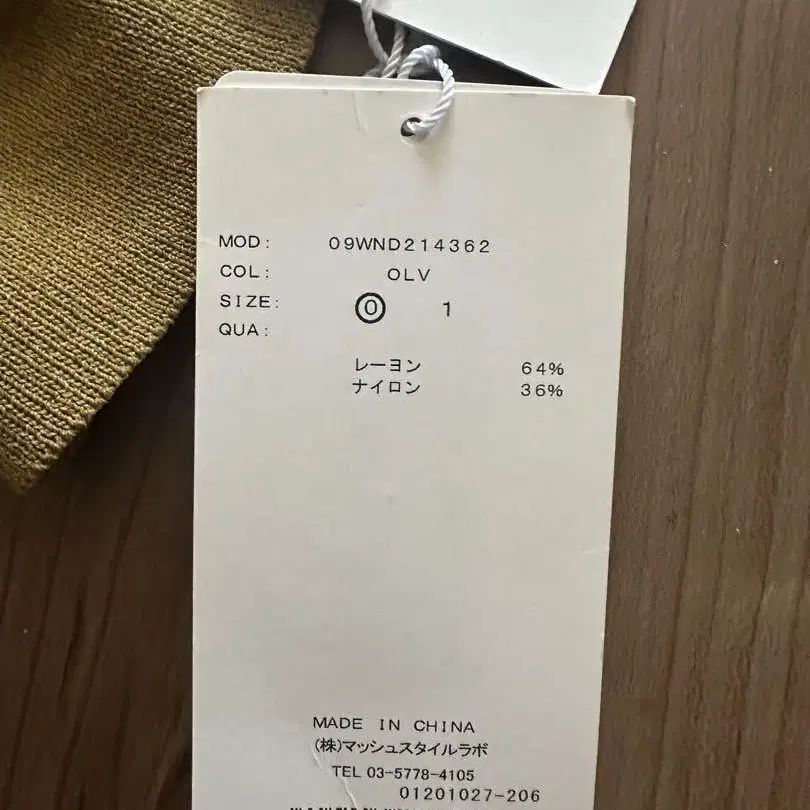 MOD: 09WND214362
COL: OLV
SIZE: 0 1
QUA:
レーヨン 64%
ナイロン 36%
MADE IN CHINA
(株)マッシュスタイルラボ
TEL 03-5778-4105
01201027-206